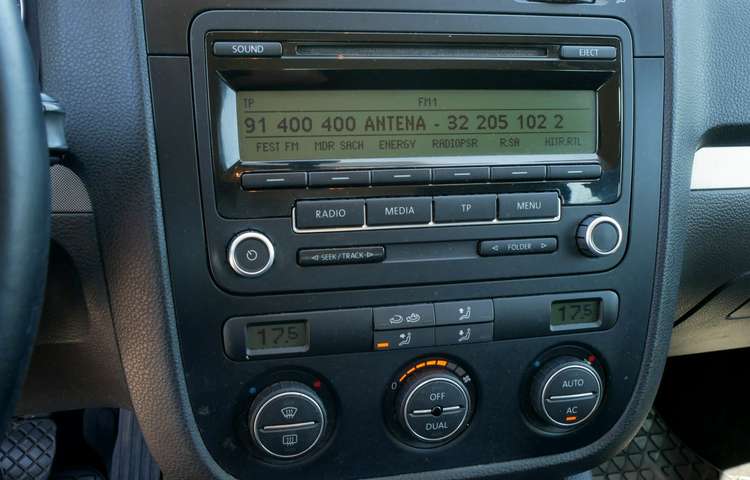 SOUND
EJECT
TP FM1
91 400 400 ANTENA - 32 205 102 2
FEST FM MDR SACH ENERGY RADIOPSR R.SA HITR.RTL
RADIO MEDIA TP MENU
SEEK/TRACK
FOLDER
17.5
17.5
OFF
DUAL
AUTO
AC